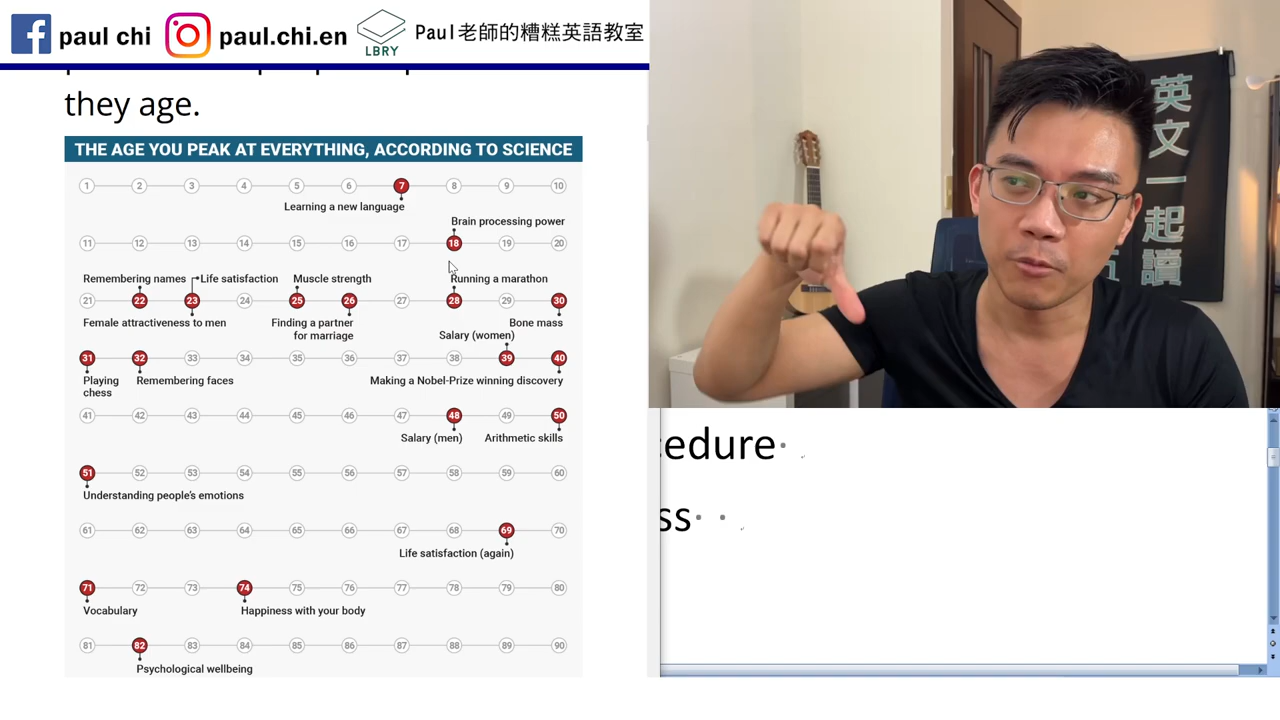 paul chi paul.chi.en LBRY Paul老師的糟糕英語教室
they age.
THE AGE YOU PEAK AT EVERYTHING, ACCORDING TO SCIENCE
1 2 3 4 5 6 7 8 9 10
Learning a new language
Brain processing power
11 12 13 14 15 16 17 18 19 20
Remembering names Life satisfaction Muscle strength Running a marathon
21 22 23 24 25 26 27 28 29 30
Female attractiveness to men Finding a partner Bone mass
for marriage Salary (women)
31 32 33 34 35 36 37 38 39 40
Playing Remembering faces Making a Nobel-Prize winning discovery
chess
41 42 43 44 45 46 47 48 49 50
Salary (men) Arithmetic skills
51 52 53 54 55 56 57 58 59 60
Understanding people's emotions
61 62 63 64 65 66 67 68 69 70
Life satisfaction (again)
71 72 73 74 75 76 77 78 79 80
Vocabulary Happiness with your body
81 82 83 84 85 86 87 88 89 90
Psychological wellbeing
英文一起讀
cedure
ss